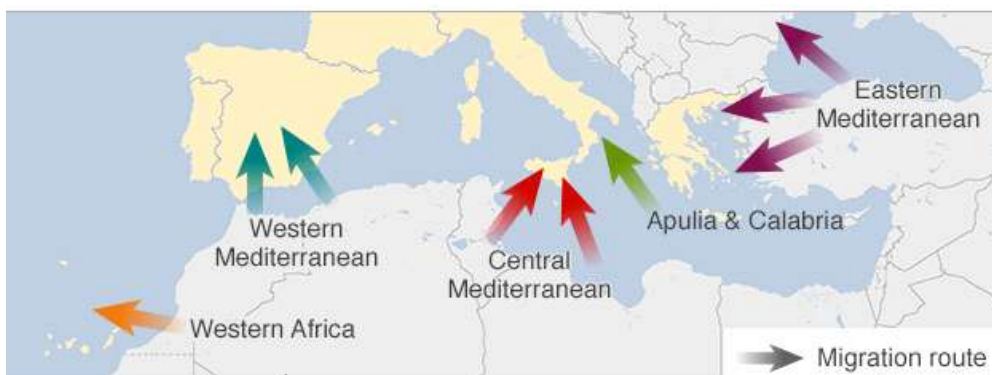 Eastern
Mediterranean
Apulia & Calabria
Western
Mediterranean
Central
Mediterranean
Western Africa
Migration route